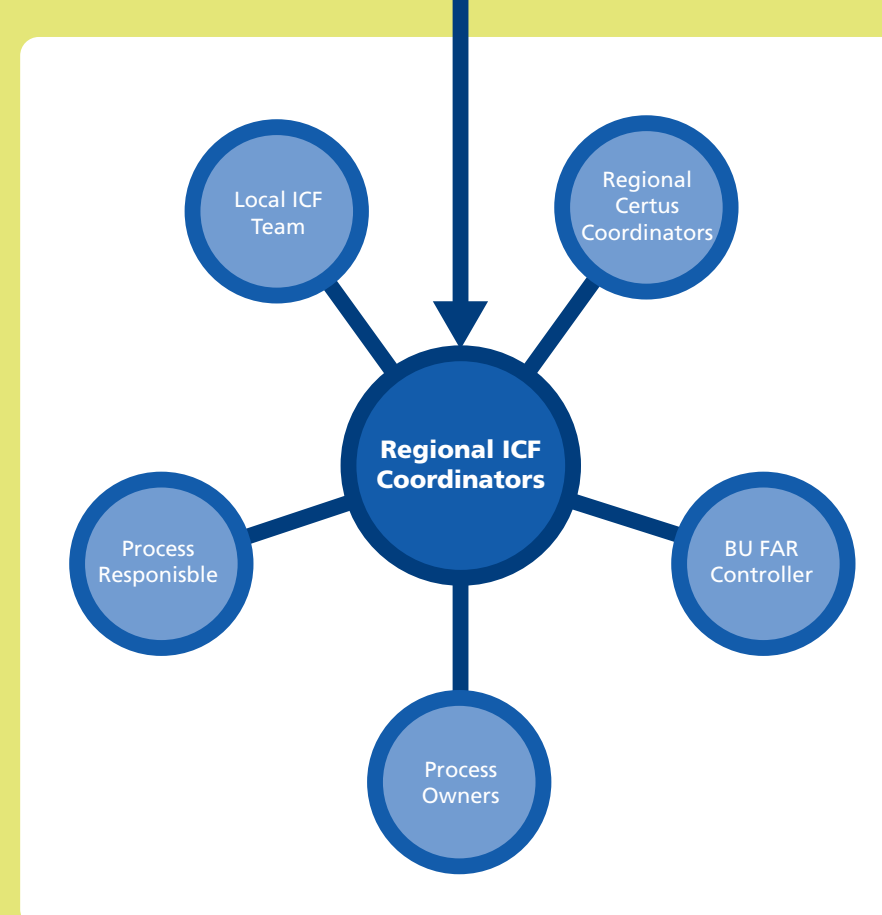 Local ICF
Team
Regional
Certus
Coordinators
Regional ICF
Coordinators
Process
Responisble
BU FAR
Controller
Process
Owners